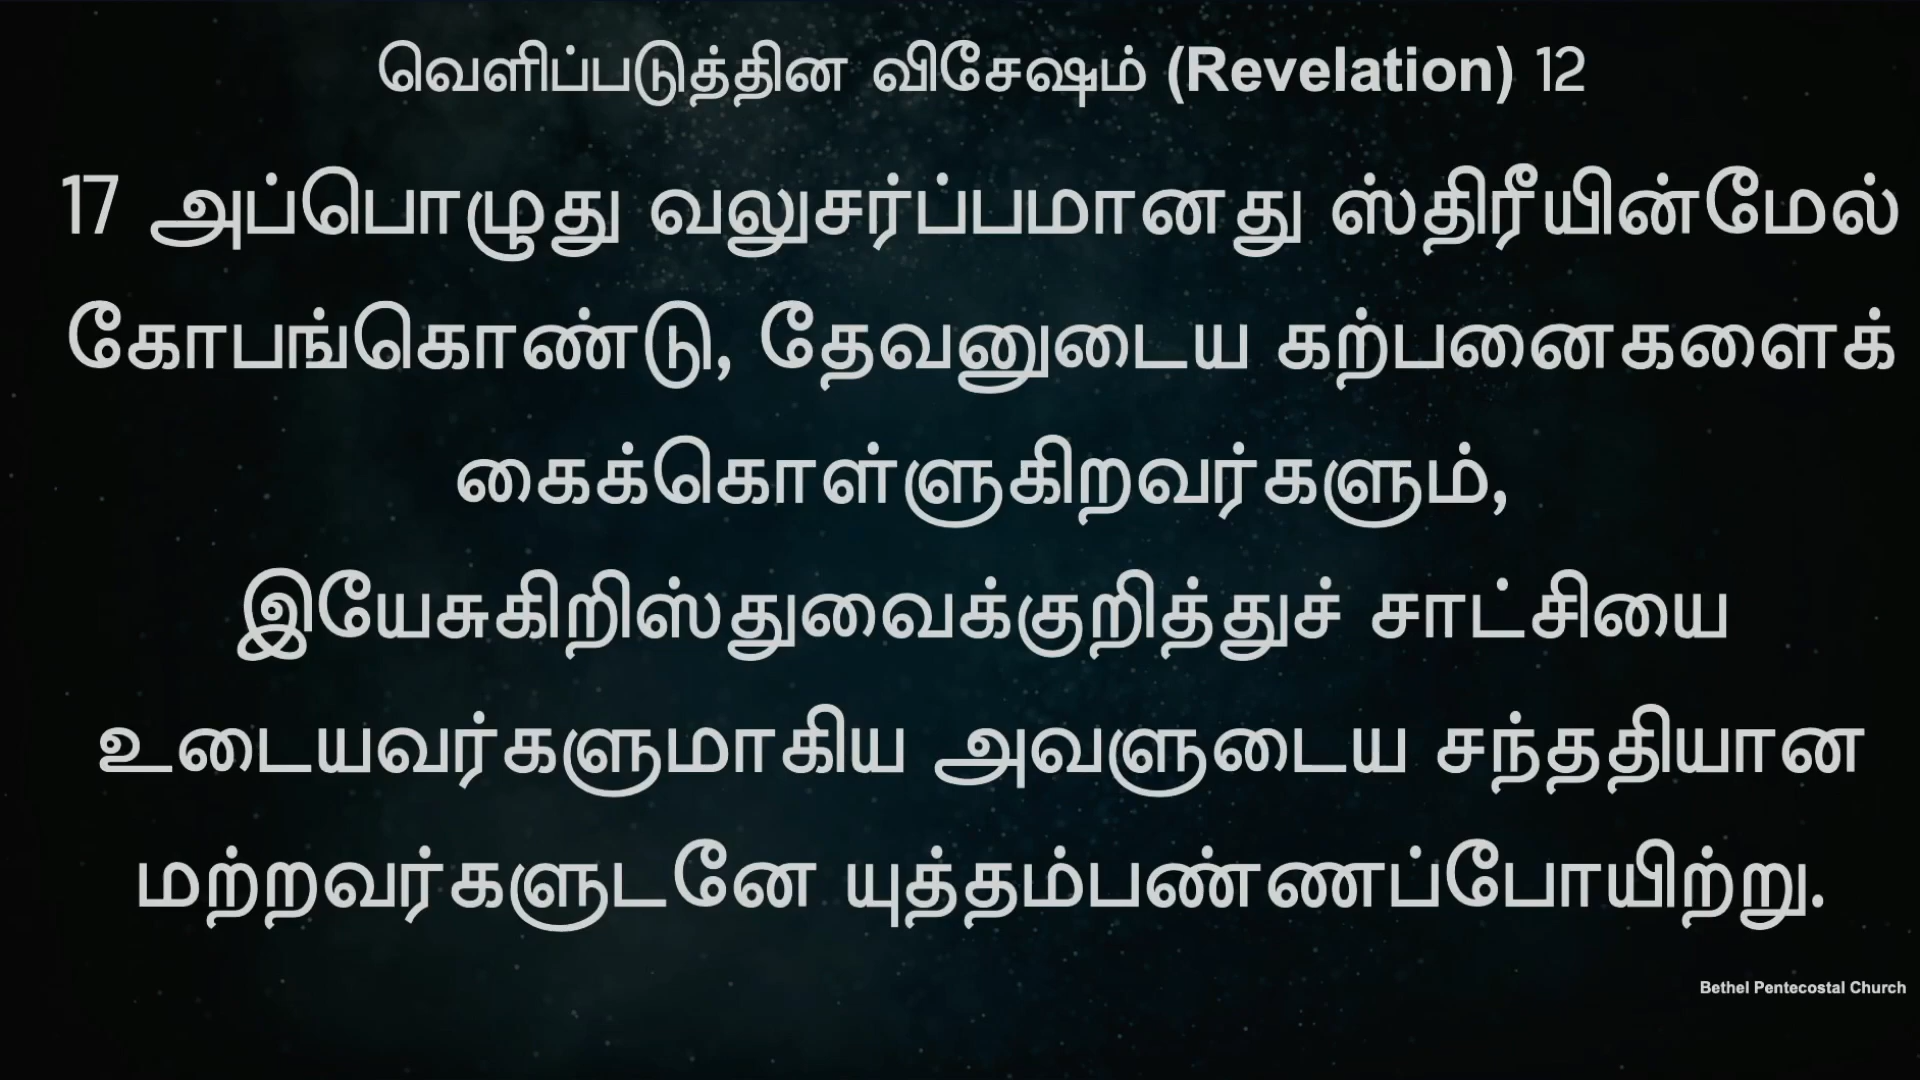 வெளிப்படுத்தின விசேஷம் (Revelation) 12
17 அப்பொழுது வலுசர்ப்பமானது ஸ்திரீயின்மேல்
கோபங்கொண்டு, தேவனுடைய கற்பனைகளைக்
கைக்கொள்ளுகிறவர்களும்,
இயேசுகிறிஸ்துவைக்குறித்துச் சாட்சியை
உடையவர்களுமாகிய அவளுடைய சந்ததியான
மற்றவர்களுடனே யுத்தம்பண்ணப்போயிற்று.
Bethel Pentecostal Church